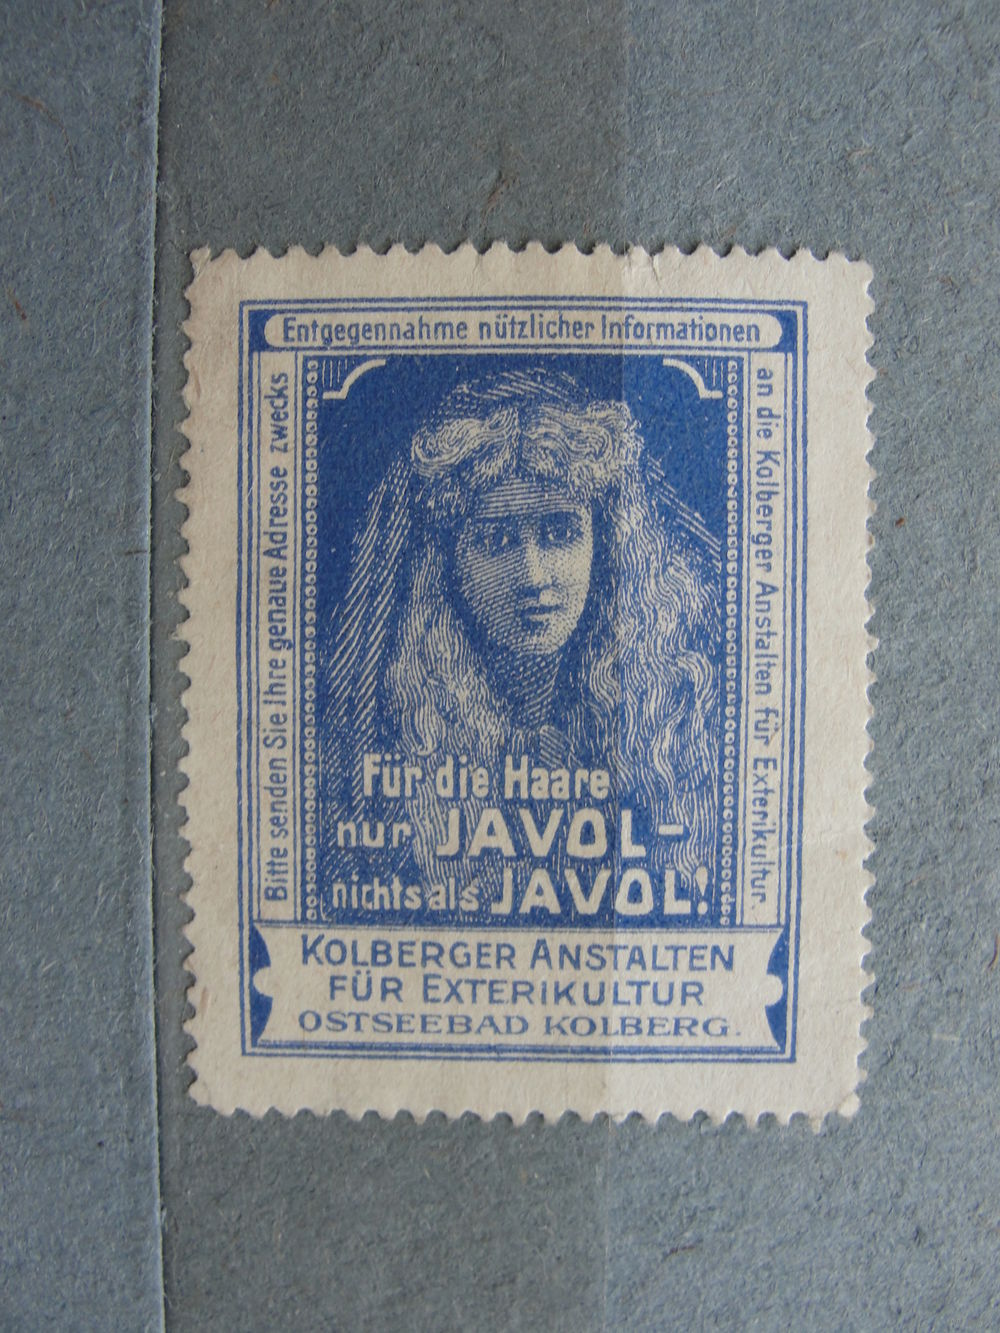 Bitte senden Sie Ihre genaue Adresse zwecks
Entgegennahme nützlicher Informationen
an die Kolberger Anstalten für Exterikultur.
Für die Haare
nur JAVOL-
nichts als JAVOL!
KOLBERGER ANSTALTEN
FÜR EXTERIKULTUR
OSTSEEBAD KOLBERG.